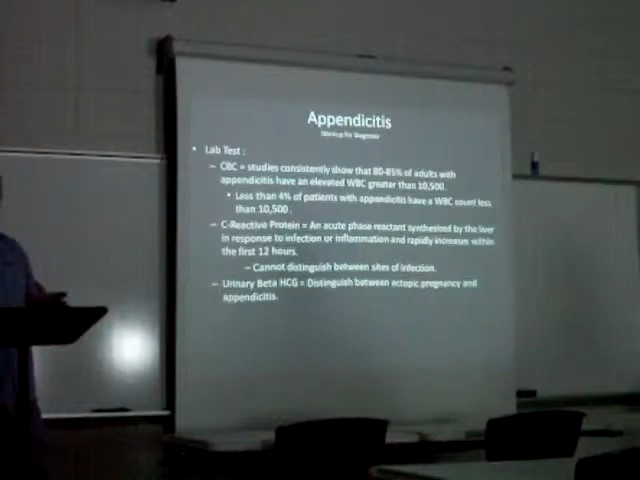 Appendicitis
Workup for Diagnosis
• Lab Test :
– CBC = studies consistently show that 80-85% of adults with
appendicitis have an elevated WBC greater than 10,500.
• Less than 4% of patients with appendicitis have a WBC count less
than 10,500 .
– C-Reactive Protein = An acute phase reactant synthesized by the liver
in response to infection or inflammation and rapidly increases within
the first 12 hours.
– Cannot distinguish between sites of infection.
– Urinary Beta HCG = Distinguish between ectopic pregnancy and
appendicitis.